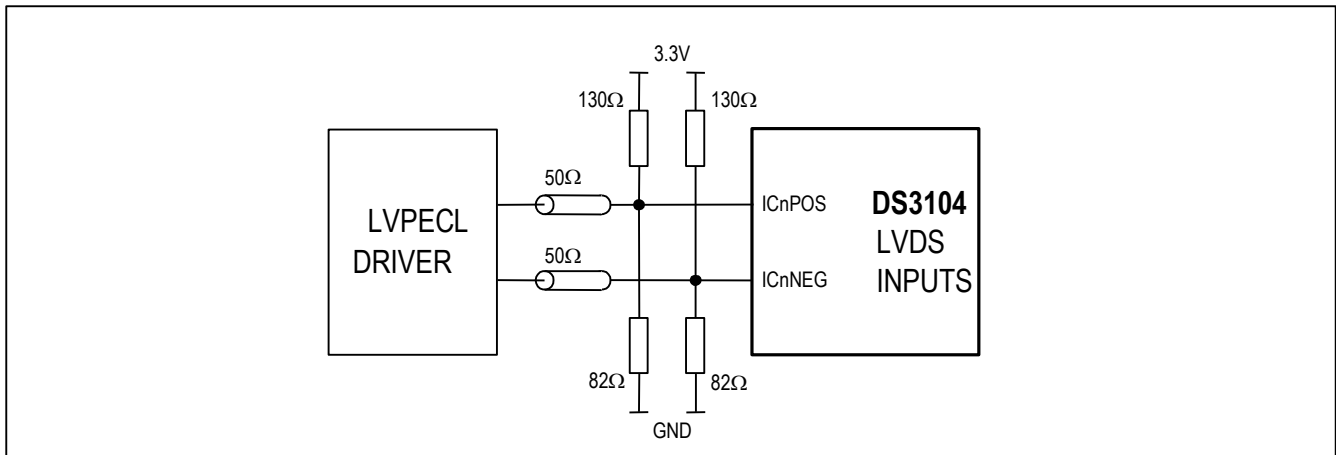 3.3V
130Ω
130Ω
50Ω
ICnPOS
DS3104
LVPECL
LVDS
DRIVER
50Ω
ICnNEG
INPUTS
82Ω
82Ω
GND